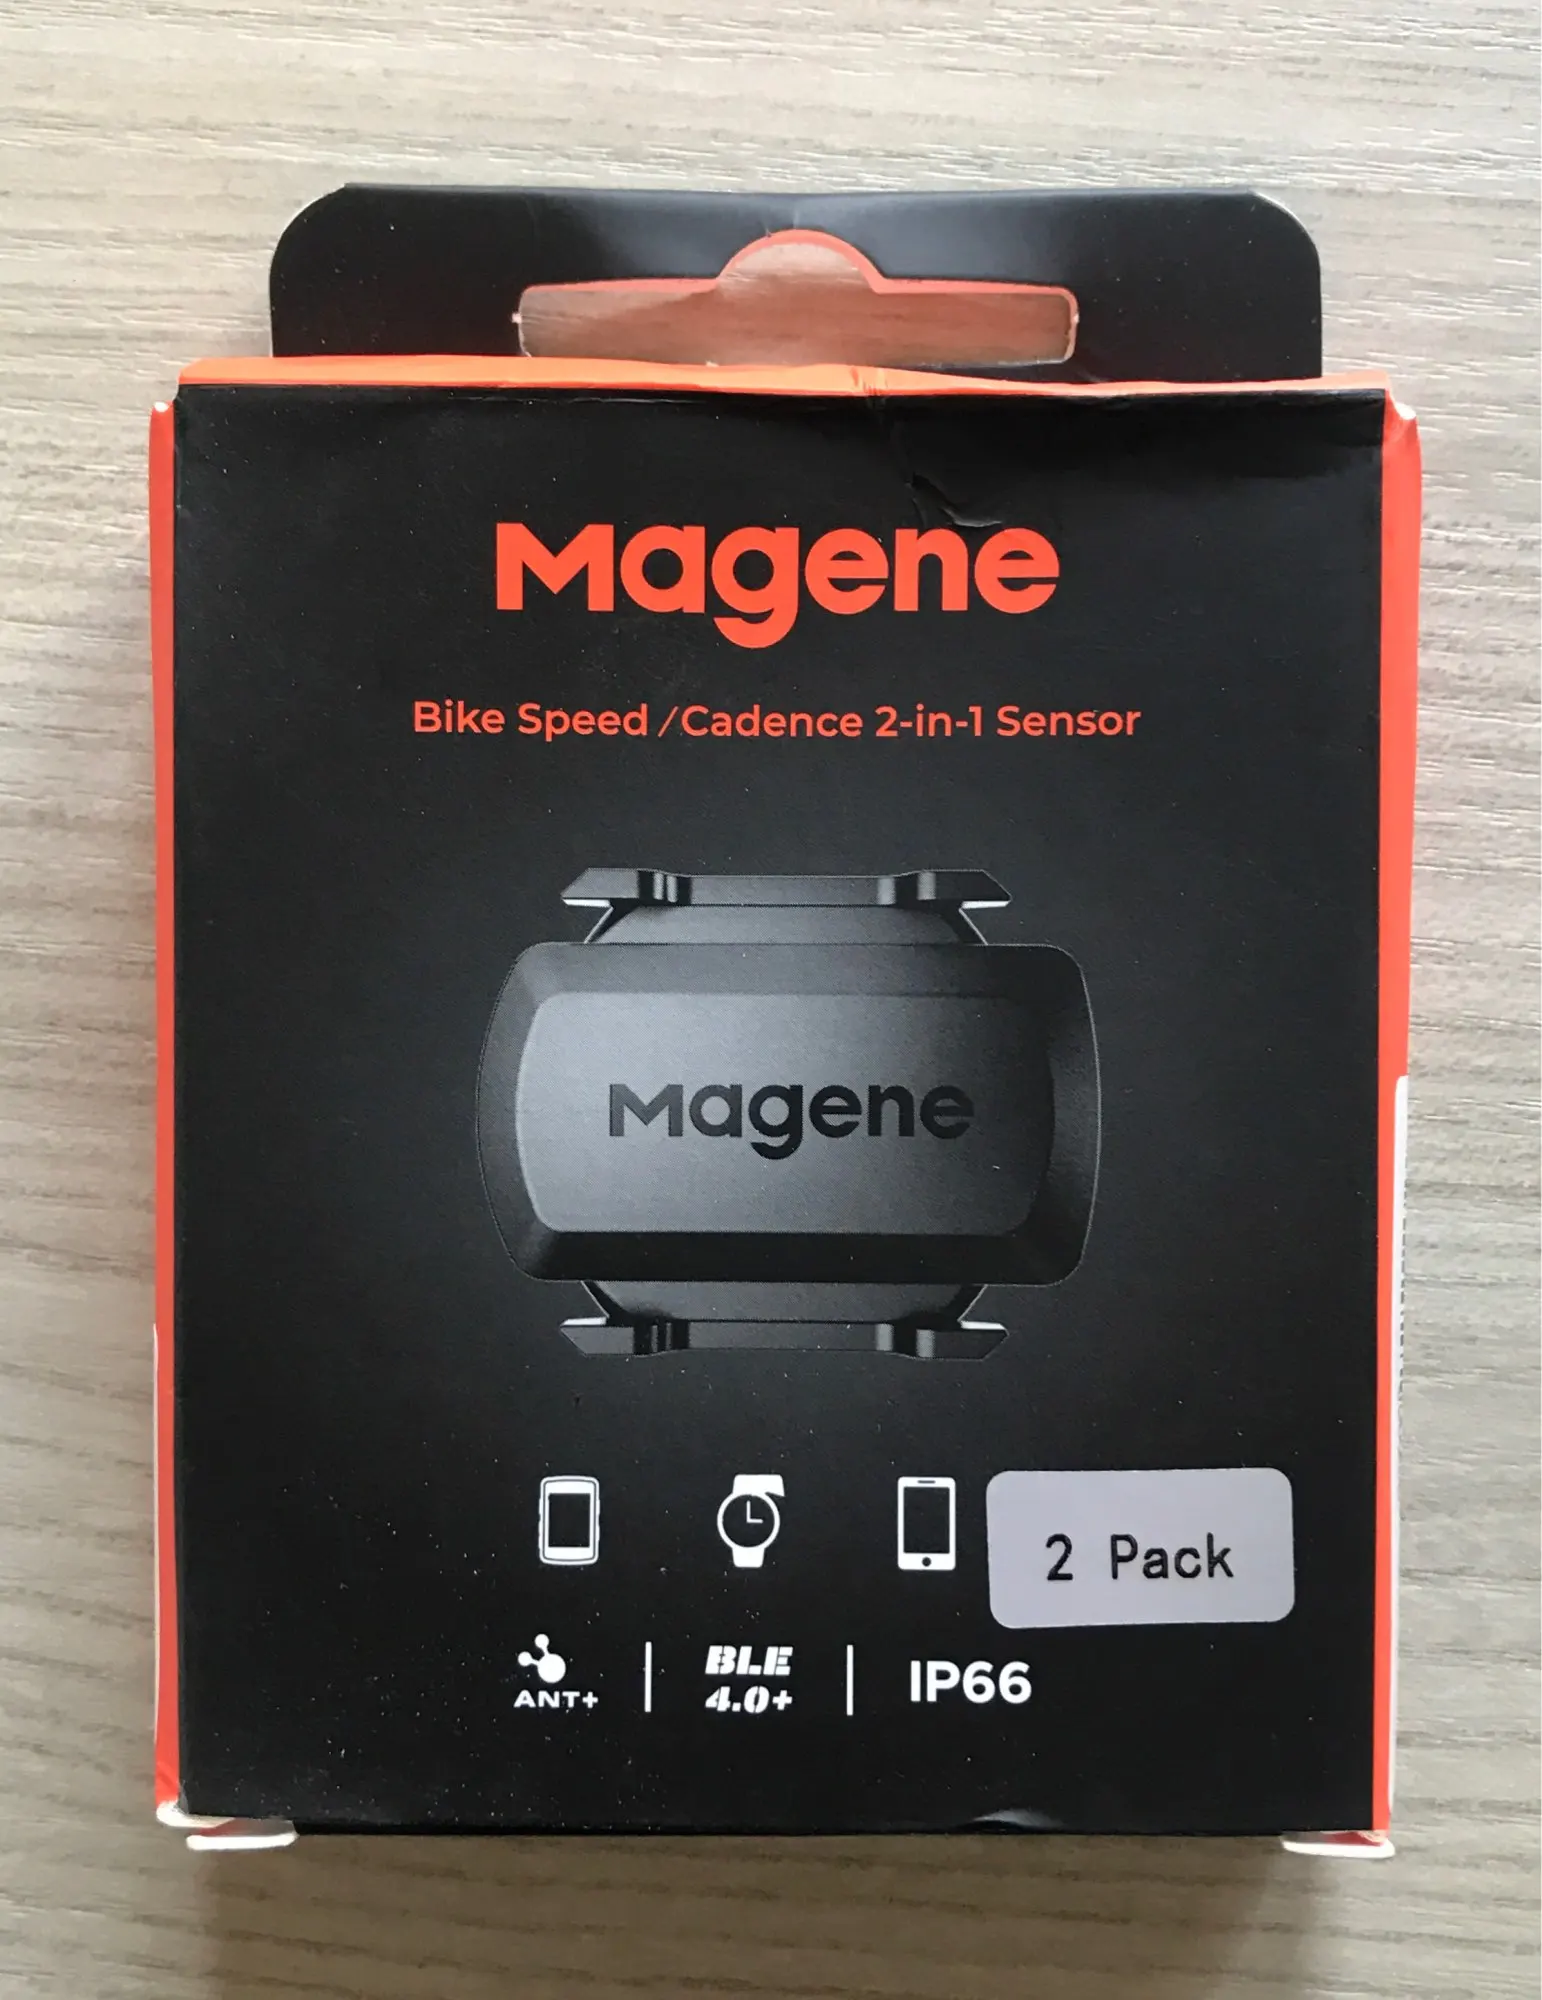 Magene
Bike Speed /Cadence 2-in-1 Sensor
Magene
2 Pack
ANT+
BLE
4.0+
IP66